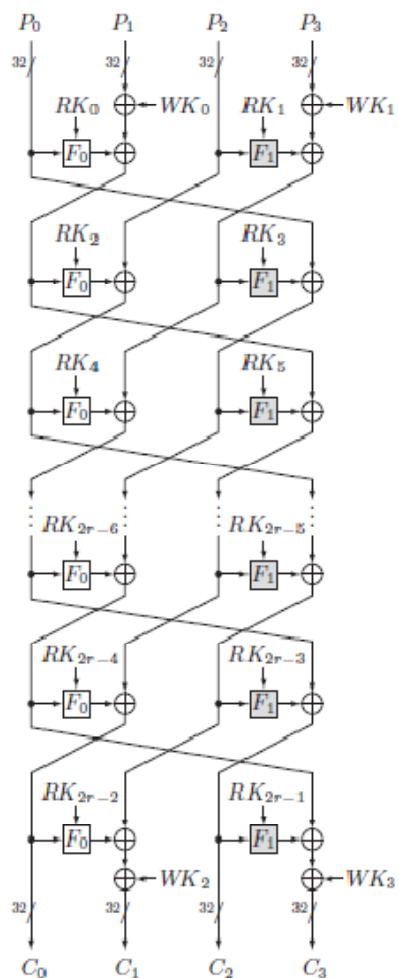 P₀ P₁ P₂ P₃
32 32 32 32
RK₀ WK₀ RK₁ WK₁
F₀ F₁
RK₂ RK₃
F₀ F₁
RK₄ RK₅
F₀ F₁
RK₂ᵣ₋₆ RK₂ᵣ₋₅
F₀ F₁
RK₂ᵣ₋₄ RK₂ᵣ₋₃
F₀ F₁
RK₂ᵣ₋₂ RK₂ᵣ₋₁
F₀ F₁
WK₂ WK₃
32 32 32 32
C₀ C₁ C₂ C₃